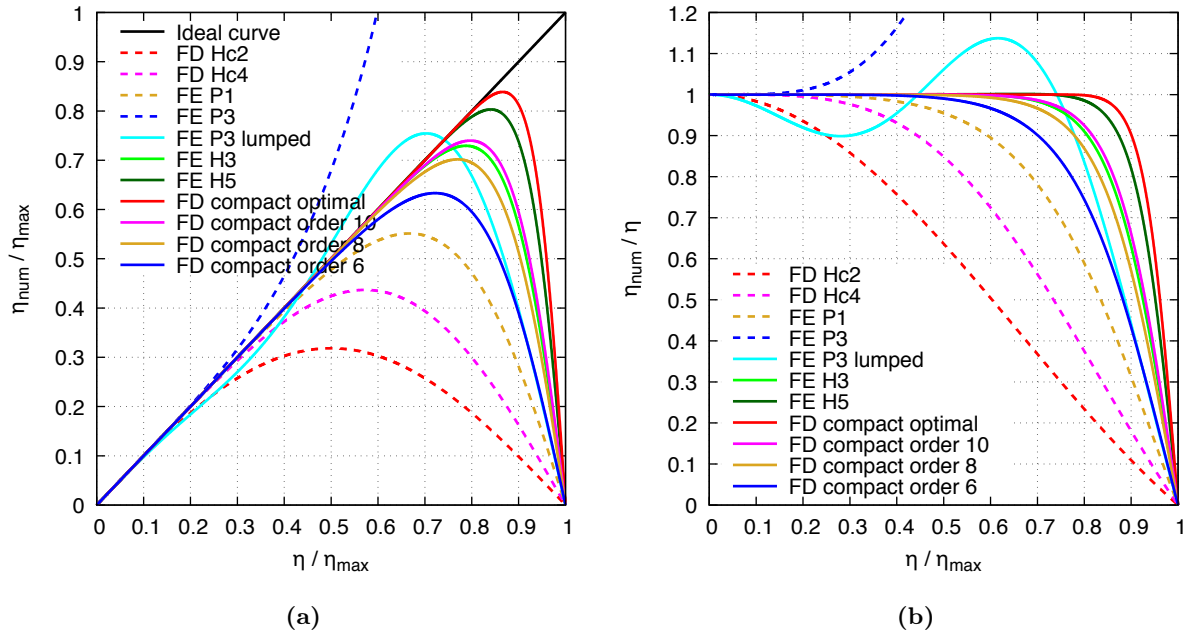 1
0.9
0.8
0.7
0.6
0.5
0.4
0.3
0.2
0.1
0
η_num / η_max
Ideal curve
FD Hc2
FD Hc4
FE P1
FE P3
FE P3 lumped
FE H3
FE H5
FD compact optimal
FD compact order 10
FD compact order 8
FD compact order 6
0 0.1 0.2 0.3 0.4 0.5 0.6 0.7 0.8 0.9 1
η / η_max
(a)
1.2
1.1
1
0.9
0.8
0.7
0.6
0.5
0.4
0.3
0.2
0.1
0
η_num / η
FD Hc2
FD Hc4
FE P1
FE P3
FE P3 lumped
FE H3
FE H5
FD compact optimal
FD compact order 10
FD compact order 8
FD compact order 6
0 0.1 0.2 0.3 0.4 0.5 0.6 0.7 0.8 0.9 1
η / η_max
(b)